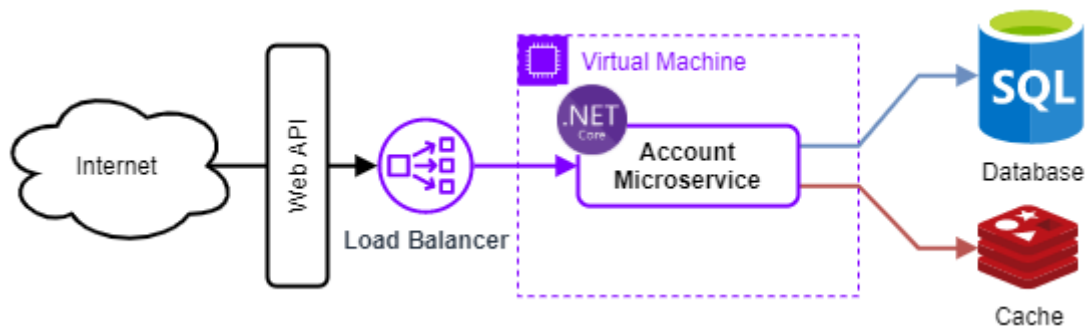 Internet
Web API
Load Balancer
Virtual Machine
.NET
Core
Account
Microservice
SQL
Database
Cache